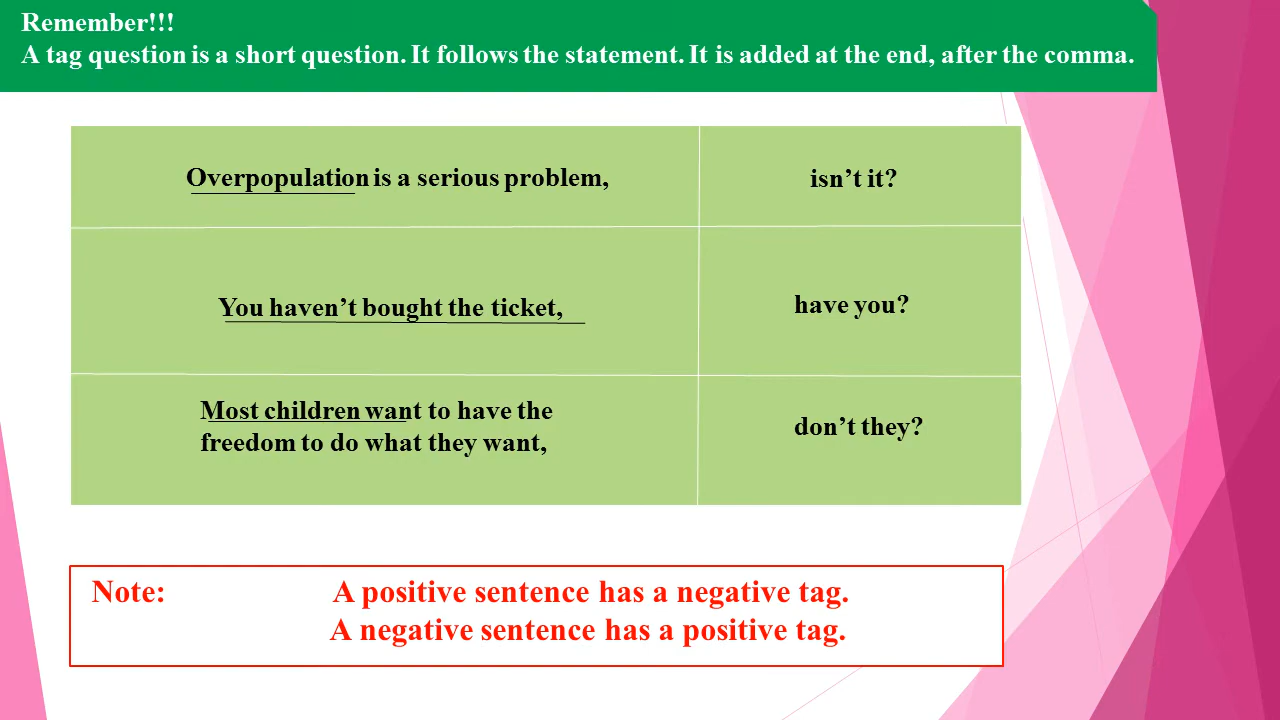 Remember!!!
A tag question is a short question. It follows the statement. It is added at the end, after the comma.
Overpopulation is a serious problem,
isn’t it?
You haven’t bought the ticket,
have you?
Most children want to have the
freedom to do what they want,
don’t they?
Note: A positive sentence has a negative tag.
A negative sentence has a positive tag.